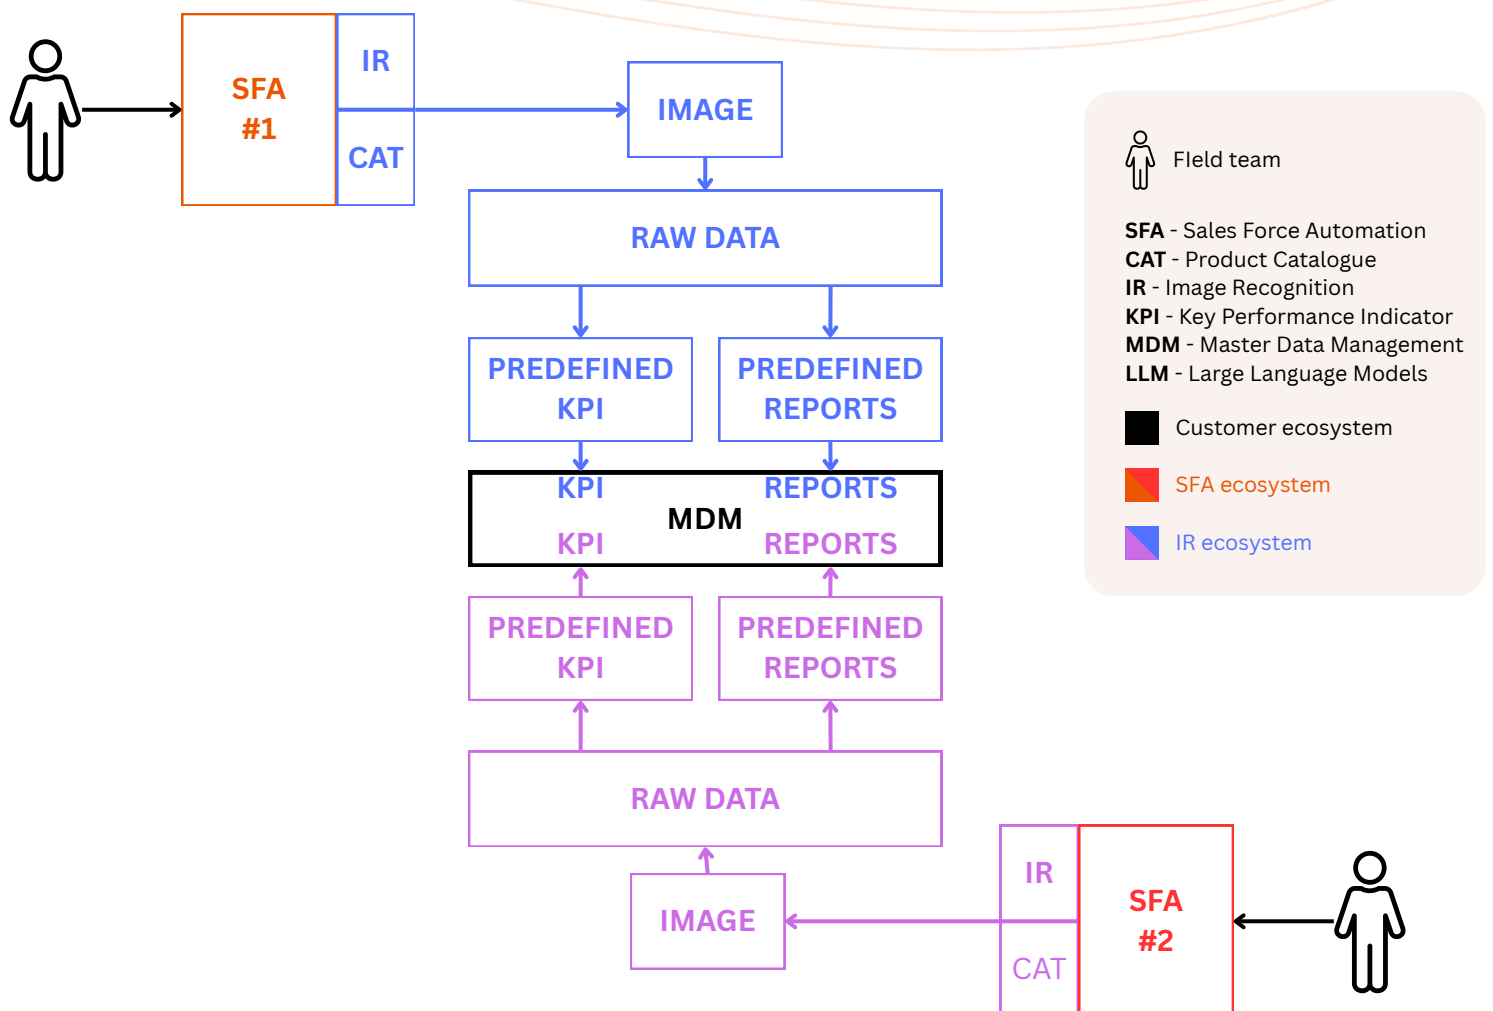 SFA
#1
IR
CAT
IMAGE
RAW DATA
PREDEFINED
KPI
PREDEFINED
REPORTS
KPI
REPORTS
MDM
KPI
REPORTS
PREDEFINED
KPI
PREDEFINED
REPORTS
RAW DATA
IMAGE
IR
CAT
SFA
#2
FIeld team
SFA - Sales Force Automation
CAT - Product Catalogue
IR - Image Recognition
KPI - Key Performance Indicator
MDM - Master Data Management
LLM - Large Language Models
Customer ecosystem
SFA ecosystem
IR ecosystem